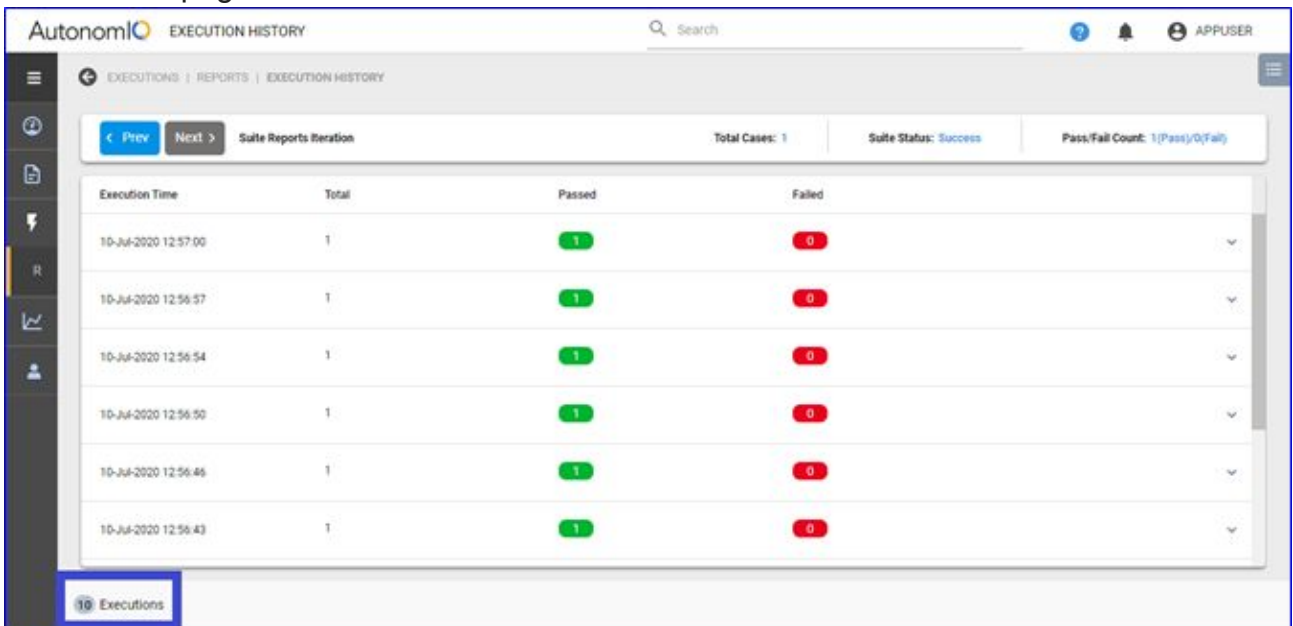 AutonomIQ EXECUTION HISTORY Search ? APPUSER
EXECUTIONS | REPORTS | EXECUTION HISTORY
< Prev Next > Suite Reports Iteration Total Cases: 1 Suite Status: Success Pass/Fail Count: 1(Pass)/0(Fail)
Execution Time Total Passed Failed
10-Jul-2020 12:57:00 1 1 0
R
10-Jul-2020 12:56:57 1 1 0
10-Jul-2020 12:56:54 1 1 0
10-Jul-2020 12:56:50 1 1 0
10-Jul-2020 12:56:46 1 1 0
10-Jul-2020 12:56:43 1 1 0
10 Executions